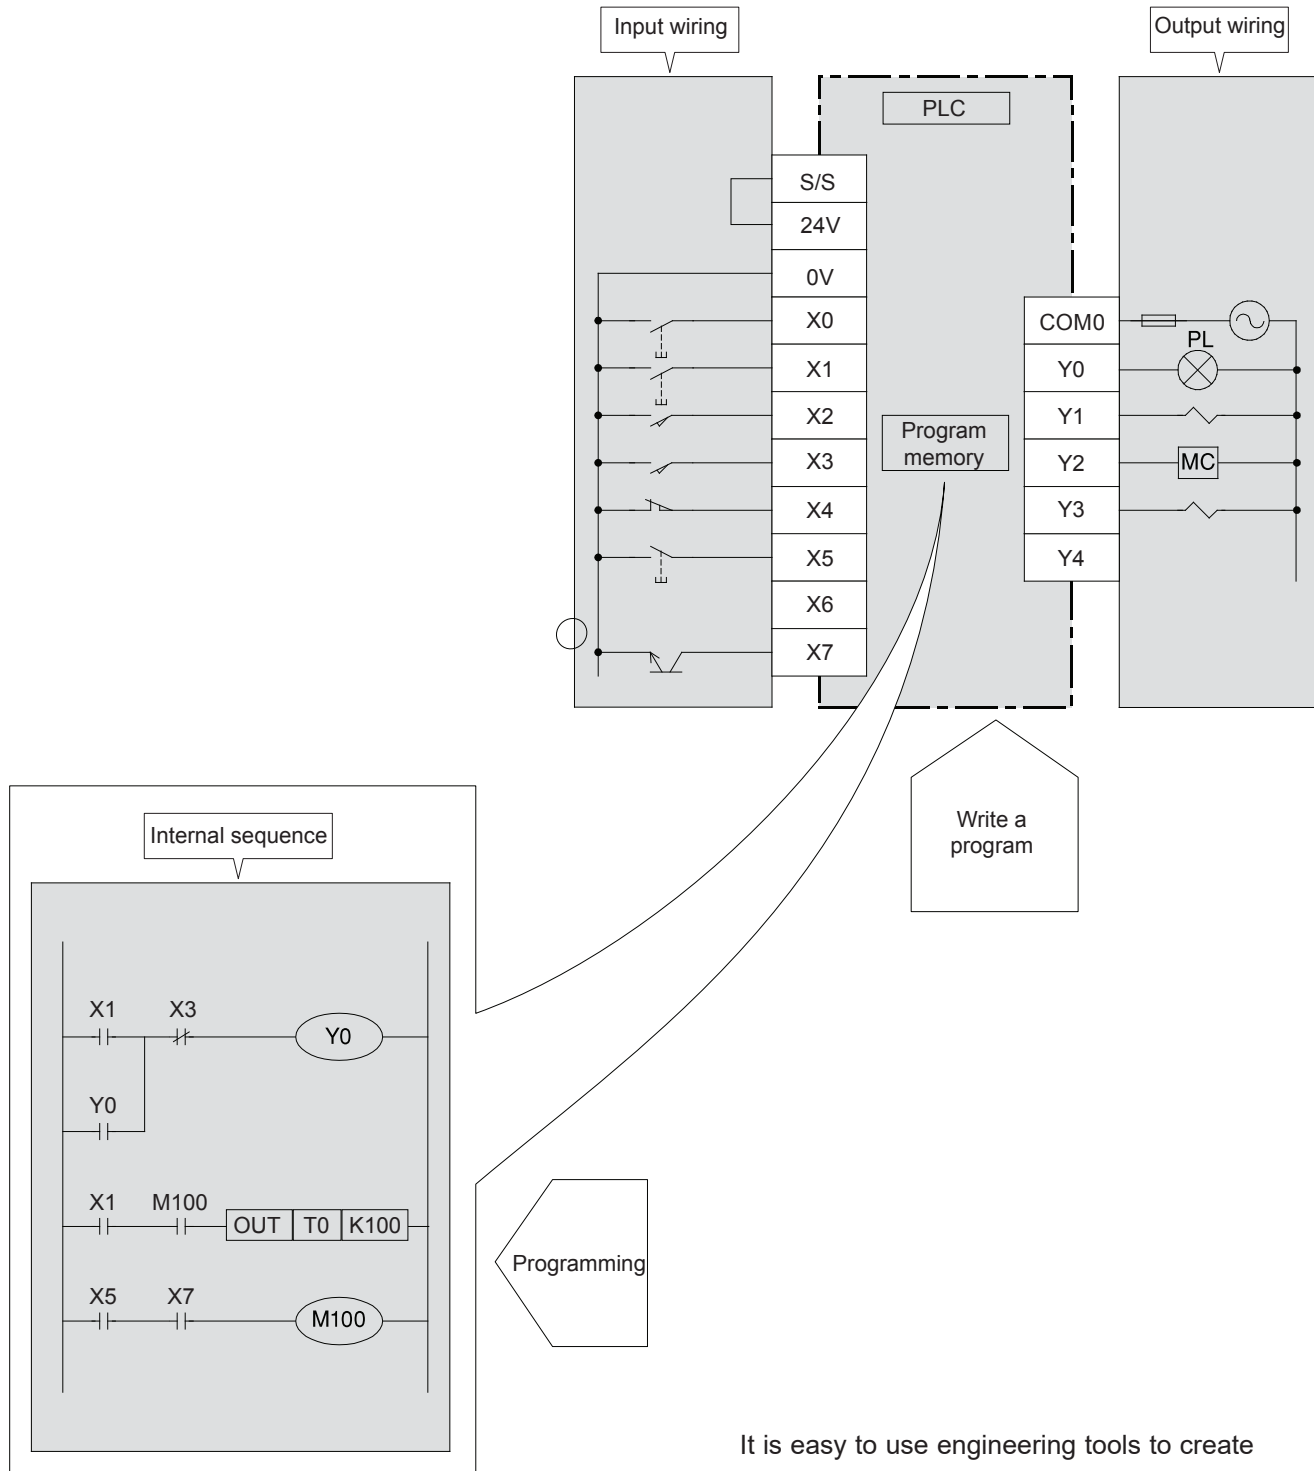 Input wiring
Output wiring
PLC
S/S
24V
0V
X0
X1
X2
X3
X4
X5
X6
X7
Program
memory
COM0
Y0
Y1
Y2
Y3
Y4
PL
MC
Write a
program
Internal sequence
X1 X3
Y0
Y0
X1 M100
OUT T0 K100
X5 X7
M100
Programming
It is easy to use engineering tools to create